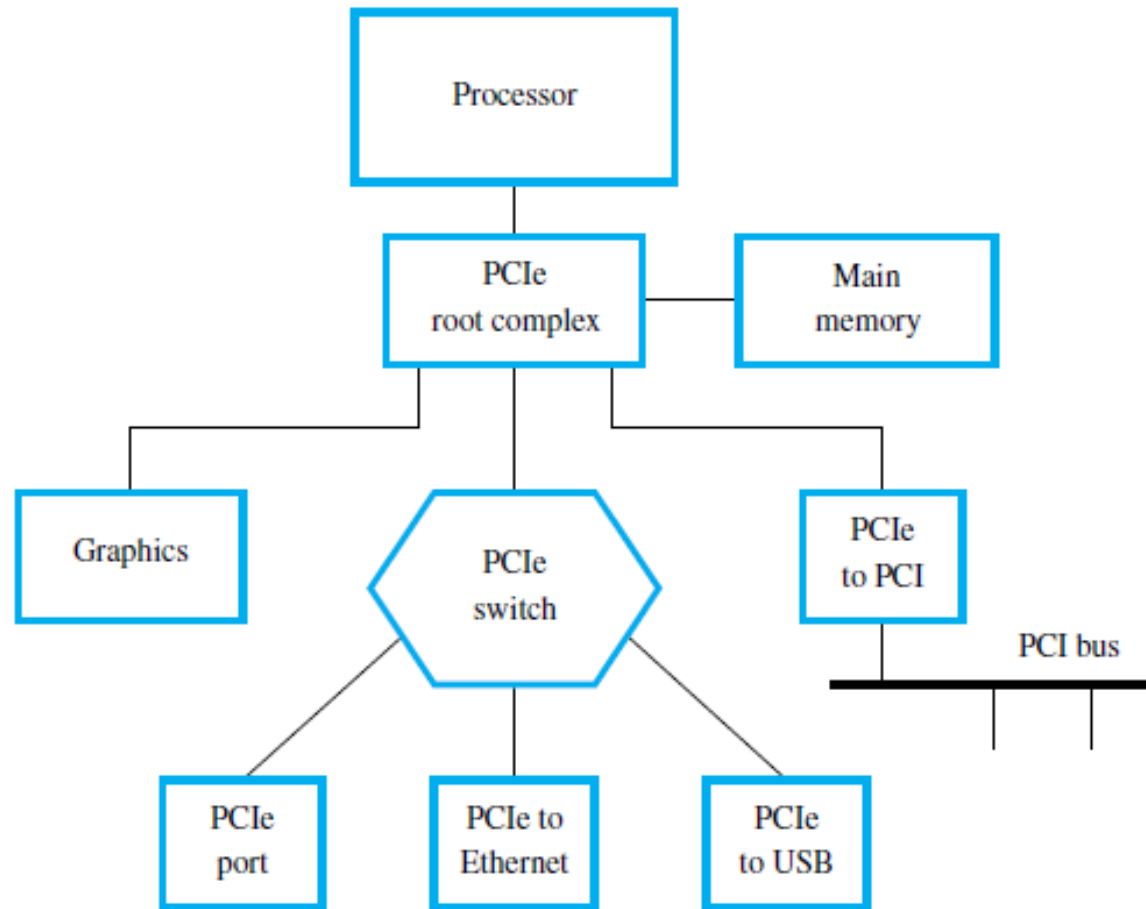 Processor
PCIe
root complex
Main
memory
Graphics
PCIe
switch
PCIe
to PCI
PCI bus
PCIe
port
PCIe to
Ethernet
PCIe
to USB